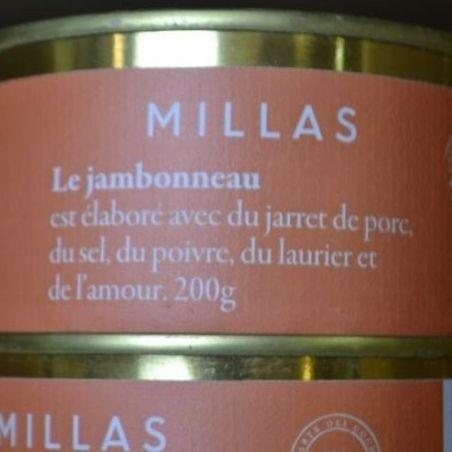 MILLAS
Le jambonneau
est élaboré avec du jarret de porc,
du sel, du poivre, du laurier et
de l'amour. 200g
MILLAS